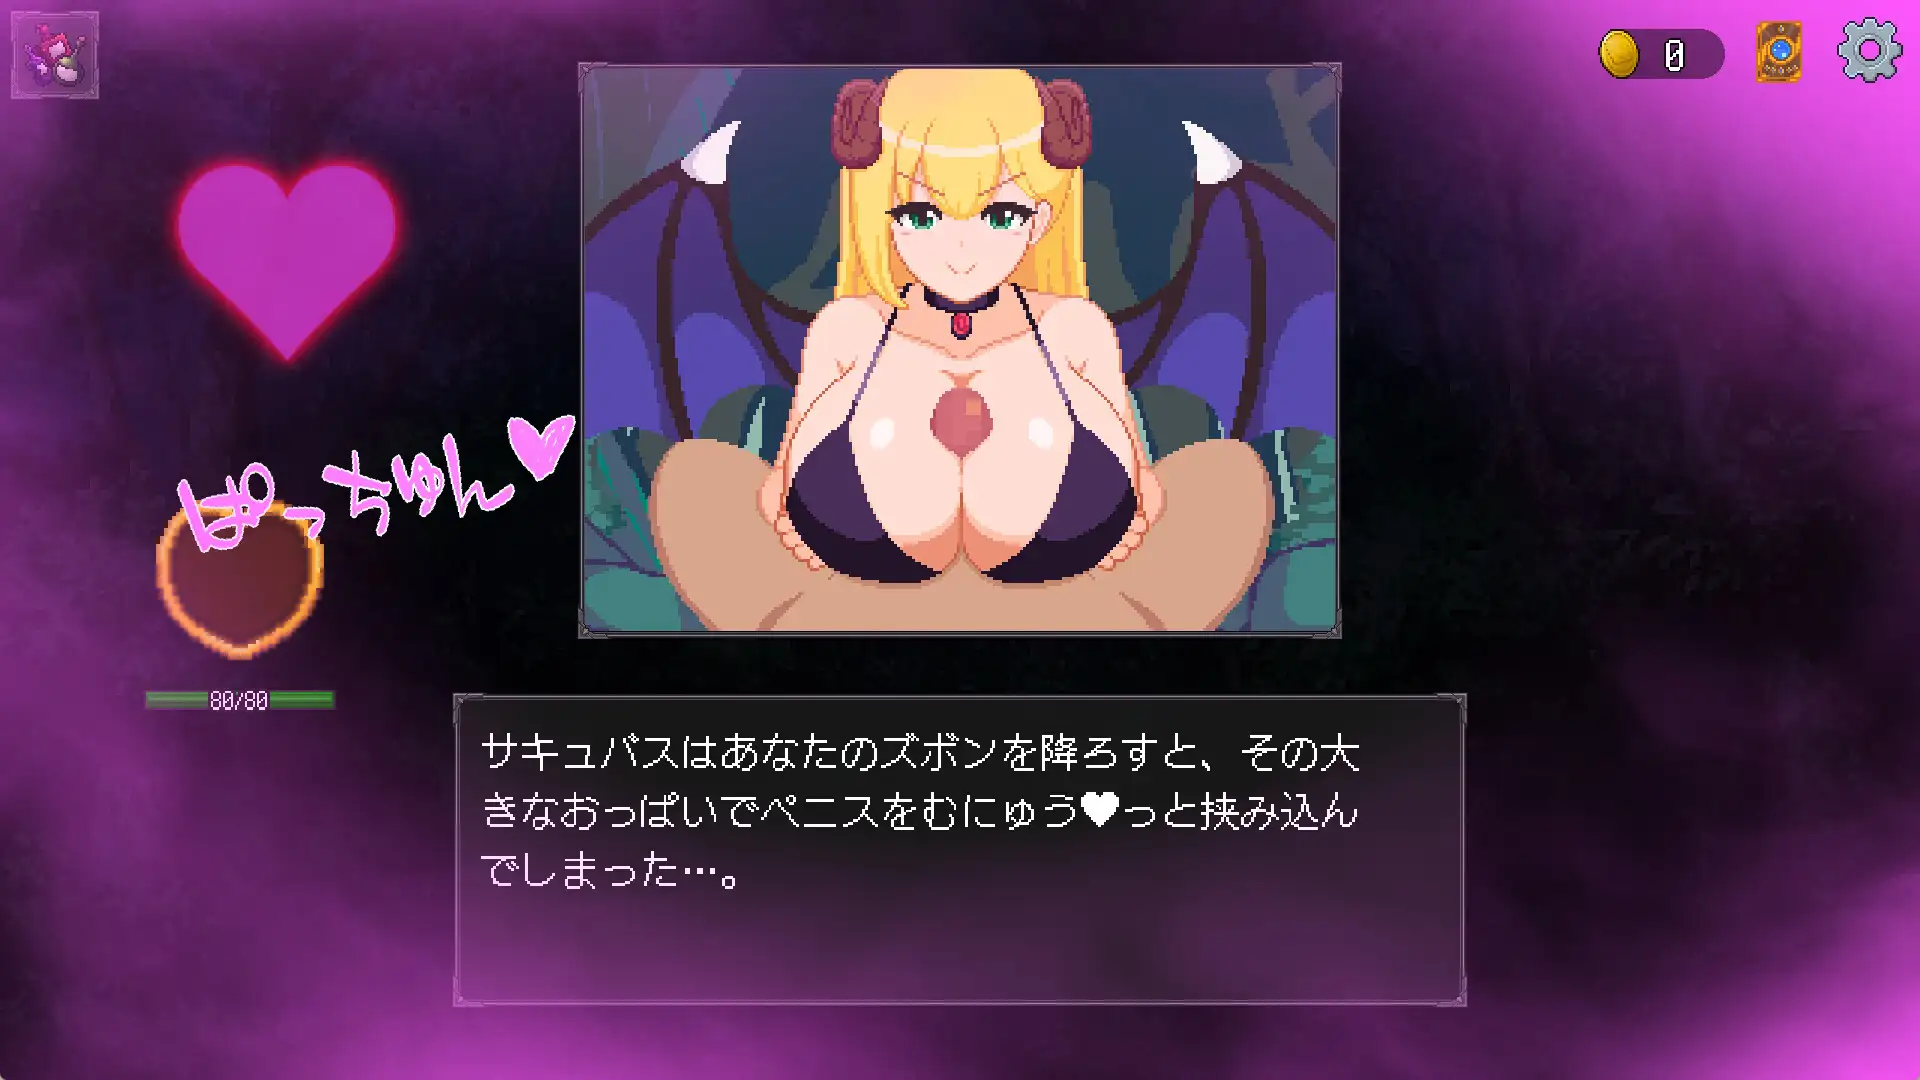 0
ぱっちゅん♥
80/80
サキュバスはあなたのズボンを降ろすと、その大
きなおっぱいでペニスをむにゅう♥っと挟み込ん
でしまった…。